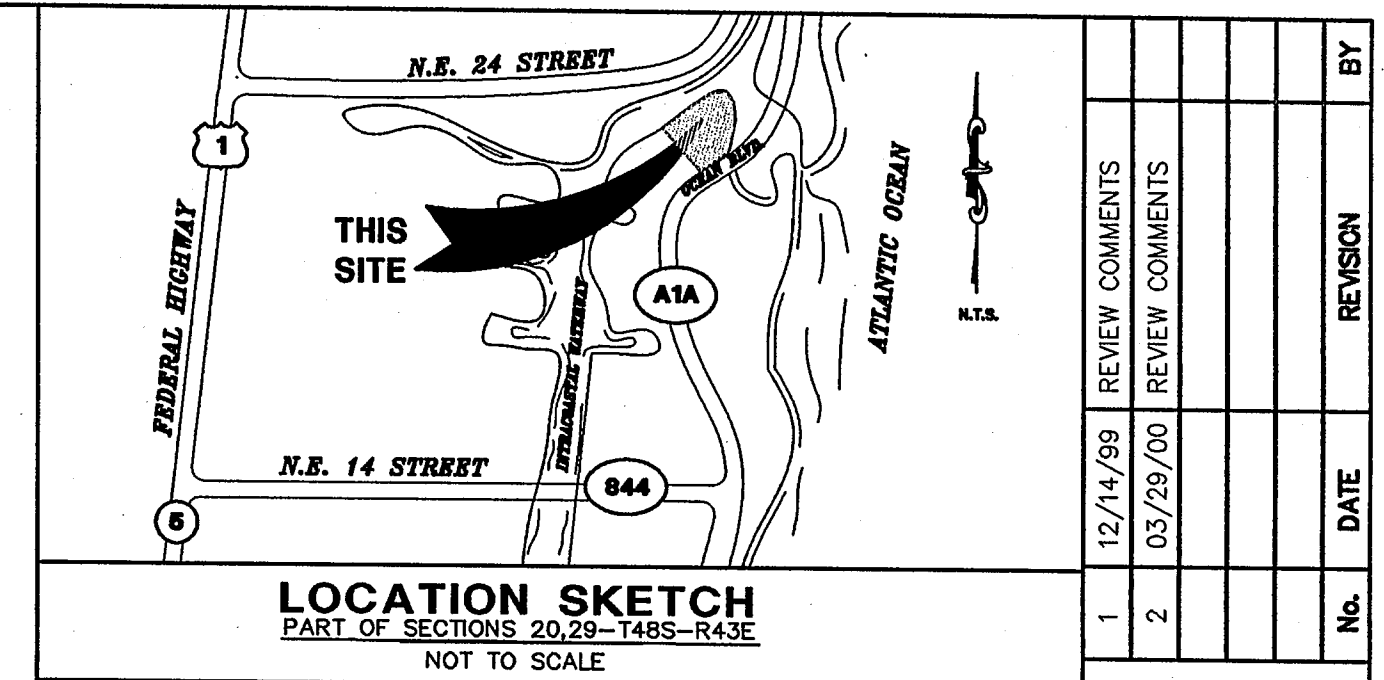 N.E. 24 STREET
1
OCEAN BLVD.
THIS
SITE
FEDERAL HIGHWAY
ATLANTIC OCEAN
N.T.S.
A1A
INTRACOASTAL WATERWAY
N.E. 14 STREET
844
5
LOCATION SKETCH
PART OF SECTIONS 20,29-T48S-R43E
NOT TO SCALE
No. DATE REVISION BY
1 12/14/99 REVIEW COMMENTS
2 03/29/00 REVIEW COMMENTS